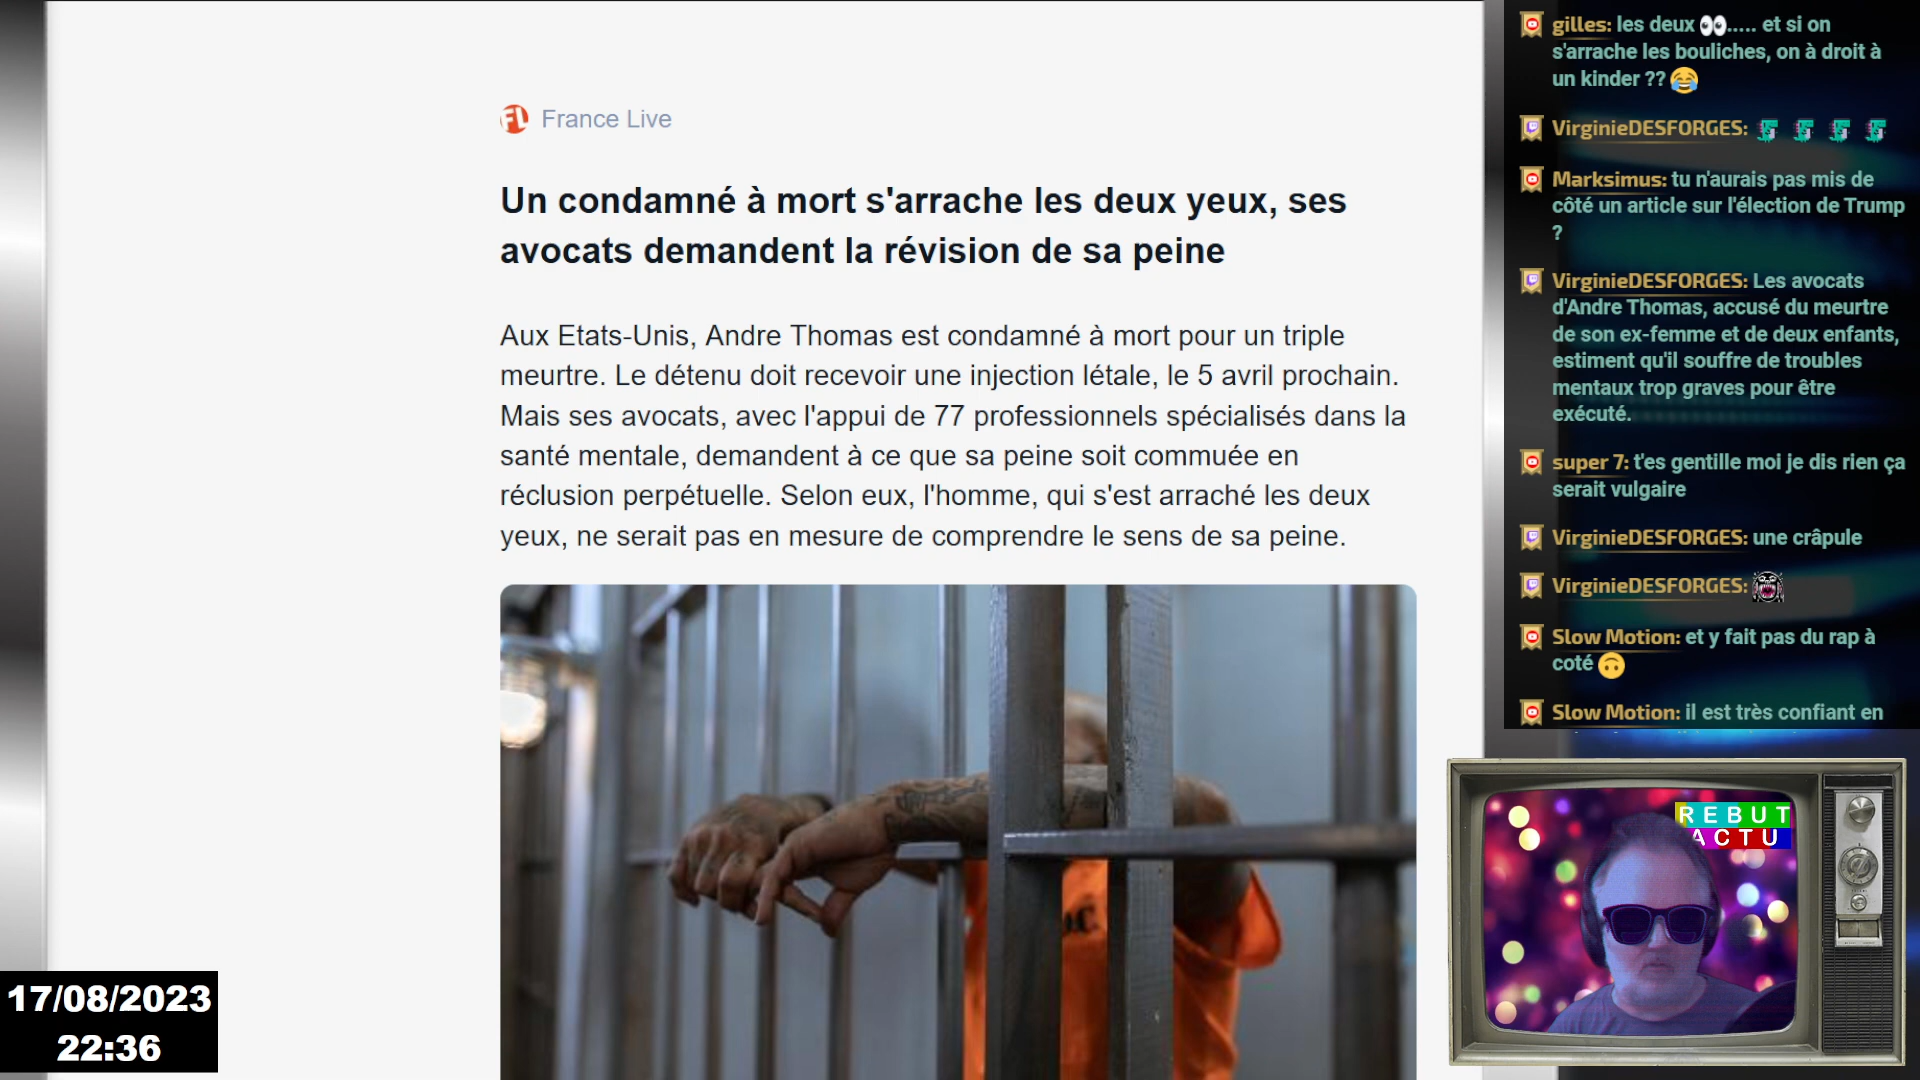 France Live
Un condamné à mort s'arrache les deux yeux, ses
avocats demandent la révision de sa peine
Aux Etats-Unis, Andre Thomas est condamné à mort pour un triple
meurtre. Le détenu doit recevoir une injection létale, le 5 avril prochain.
Mais ses avocats, avec l'appui de 77 professionnels spécialisés dans la
santé mentale, demandent à ce que sa peine soit commuée en
réclusion perpétuelle. Selon eux, l'homme, qui s'est arraché les deux
yeux, ne serait pas en mesure de comprendre le sens de sa peine.
17/08/2023
22:36
gilles: les deux 👀..... et si on
s'arrache les bouliches, on à droit à
un kinder ?? 😂
VirginieDESFORGES:
Marksimus: tu n'aurais pas mis de
côté un article sur l'élection de Trump
?
VirginieDESFORGES: Les avocats
d'Andre Thomas, accusé du meurtre
de son ex-femme et de deux enfants,
estiment qu'il souffre de troubles
mentaux trop graves pour être
exécuté.
super 7: t'es gentille moi je dis rien ça
serait vulgaire
VirginieDESFORGES: une crâpule
VirginieDESFORGES:
Slow Motion: et y fait pas du rap à
coté 🙃
Slow Motion: il est très confiant en
REBUT
ACTU